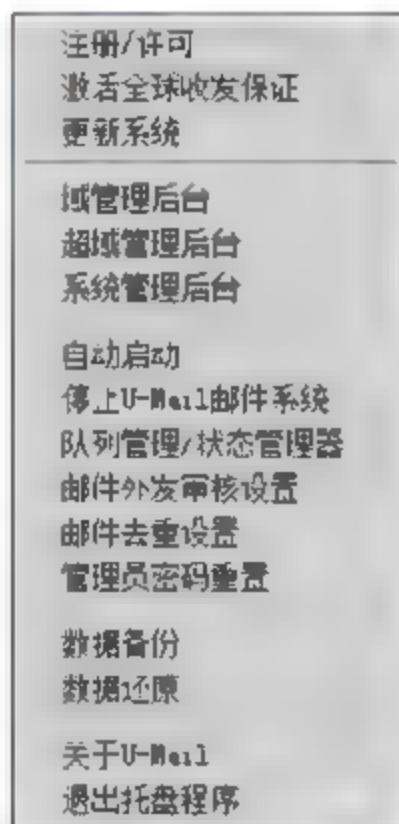 注册/许可
激活全球收发保证
更新系统
域管理后台
超域管理后台
系统管理后台
自动启动
停止U-Mail邮件系统
队列管理/状态管理器
邮件外发审核设置
邮件去重设置
管理员密码重置
数据备份
数据还原
关于U-Mail
退出托盘程序